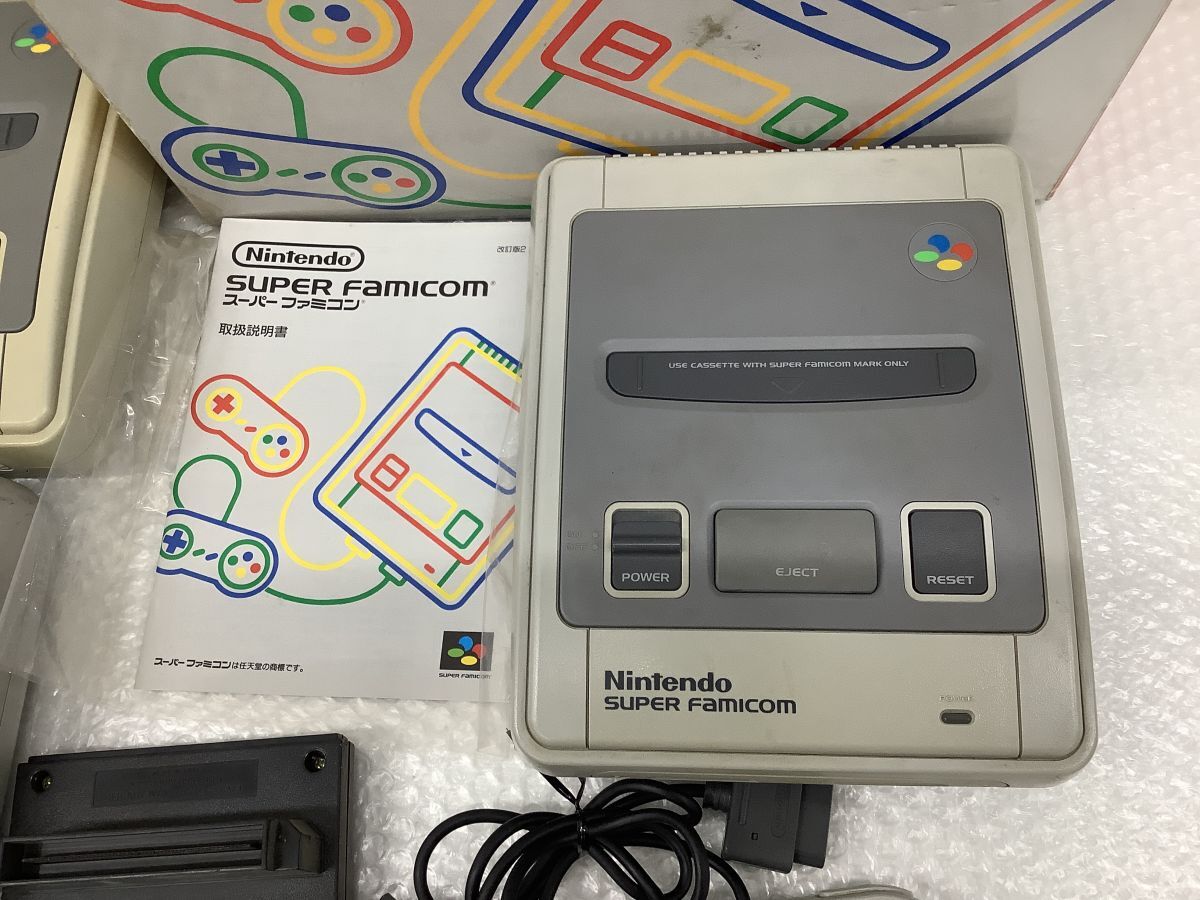 Nintendo®
改訂版2
SUPER FAMICOM®
スーパーファミコン®
取扱説明書
スーパーファミコンは任天堂の商標です。
SUPER FAMICOM
USE CASSETTE WITH SUPER FAMICOM MARK ONLY
POWER
EJECT
RESET
Nintendo
SUPER FAMICOM
POWER